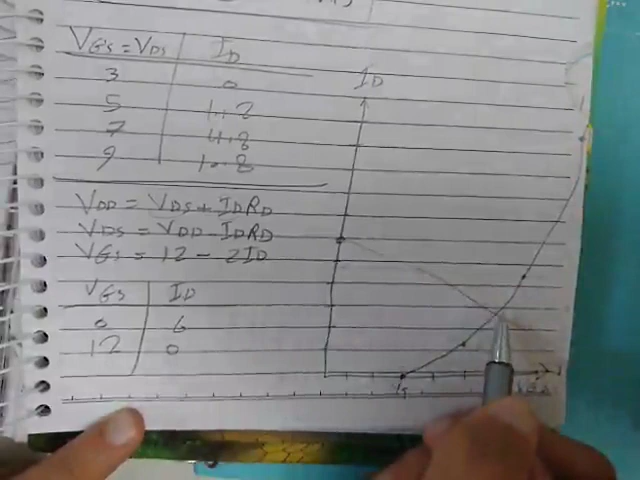 VGS = VDS ID
3 0
5 1.2
7 4.8
9 10.8
VDD = VDS + IDRD
VDS = VDD - IDRD
VGS = 12 - 2ID
VGS ID
0 6
12 0
ID